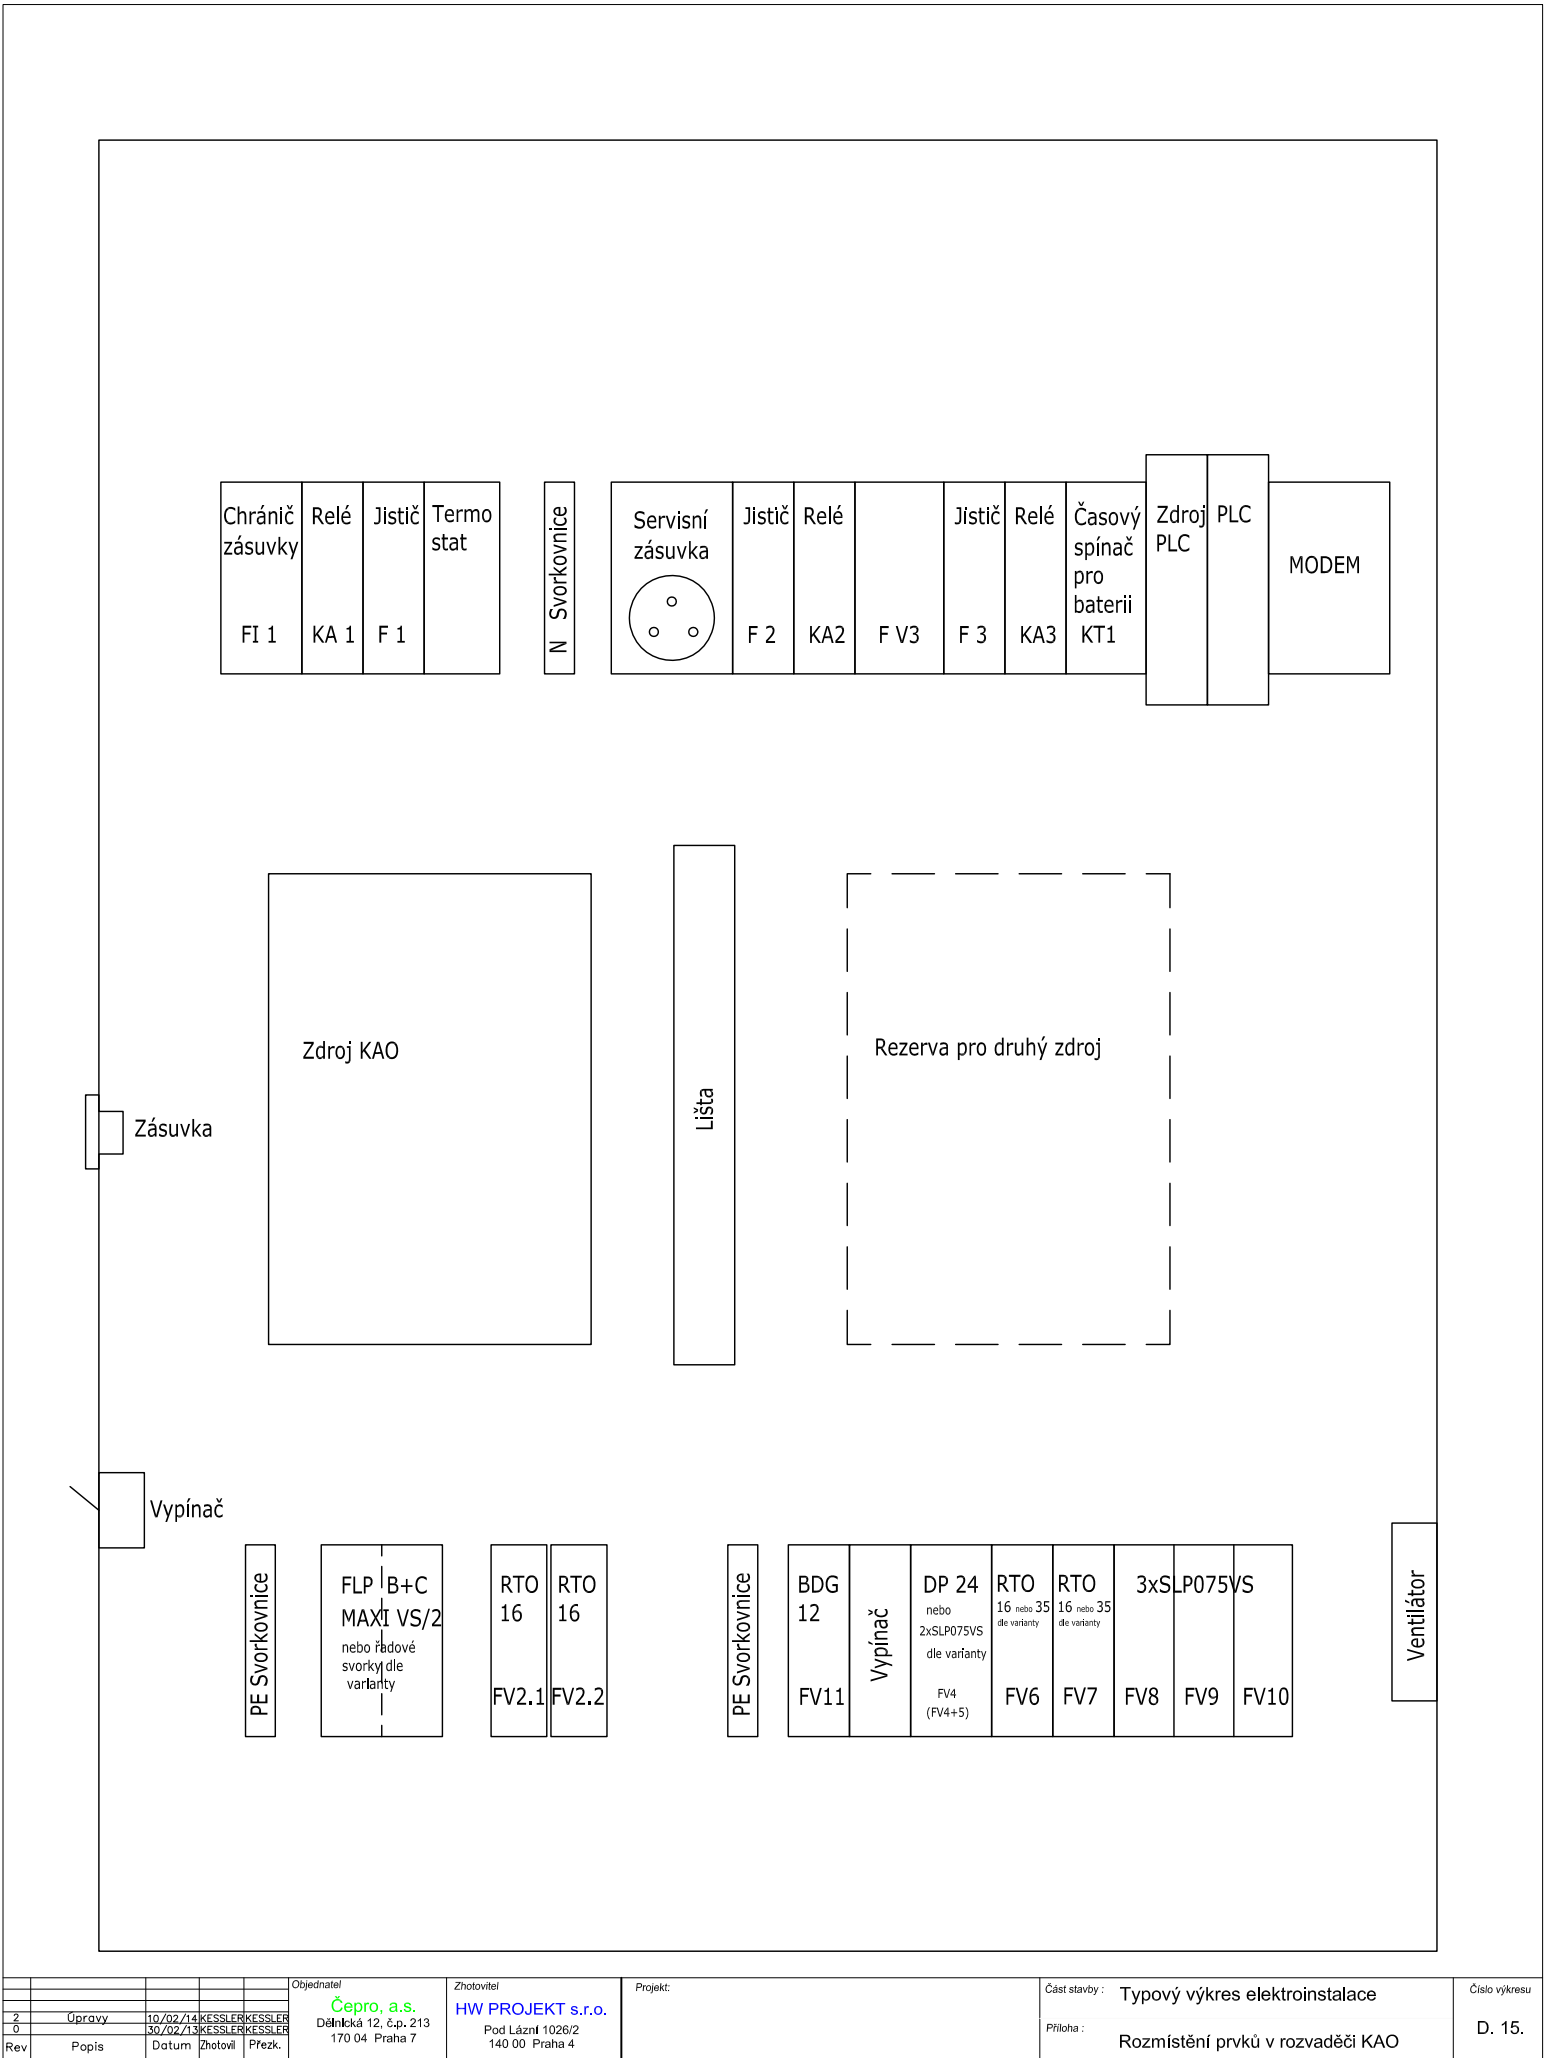 Chránič
zásuvky
FI 1
Relé
KA 1
Jistič
F 1
Termo
stat
N Svorkovnice
Servisní
zásuvka
Jistič
F 2
Relé
KA2
F V3
Jistič
F 3
Relé
KA3
Časový
spínač
pro
baterii
KT1
Zdroj
PLC
PLC
MODEM
Zdroj KAO
Lišta
Rezerva pro druhý zdroj
Zásuvka
Vypínač
PE Svorkovnice
FLP B+C
MAXI VS/2
nebo řadové
svorky dle
varianty
RTO
16
FV2.1
RTO
16
FV2.2
PE Svorkovnice
BDG
12
FV11
Vypínač
DP 24
nebo
2xSLP075VS
dle varianty
FV4
(FV4+5)
RTO
16 nebo 35
dle varianty
FV6
RTO
16 nebo 35
dle varianty
FV7
3xSLP075VS
FV8
FV9
FV10
Ventilátor
2 Úpravy 10/02/14 KESSLER KESSLER
0 30/02/13 KESSLER KESSLER
Rev Popis Datum Zhotovil Přezk.
Objednatel
Čepro, a.s.
Dělnická 12, č.p. 213
170 04 Praha 7
Zhotovitel
HW PROJEKT s.r.o.
Pod Lázní 1026/2
140 00 Praha 4
Projekt:
Část stavby : Typový výkres elektroinstalace
Příloha : Rozmístění prvků v rozvaděči KAO
Číslo výkresu
D. 15.